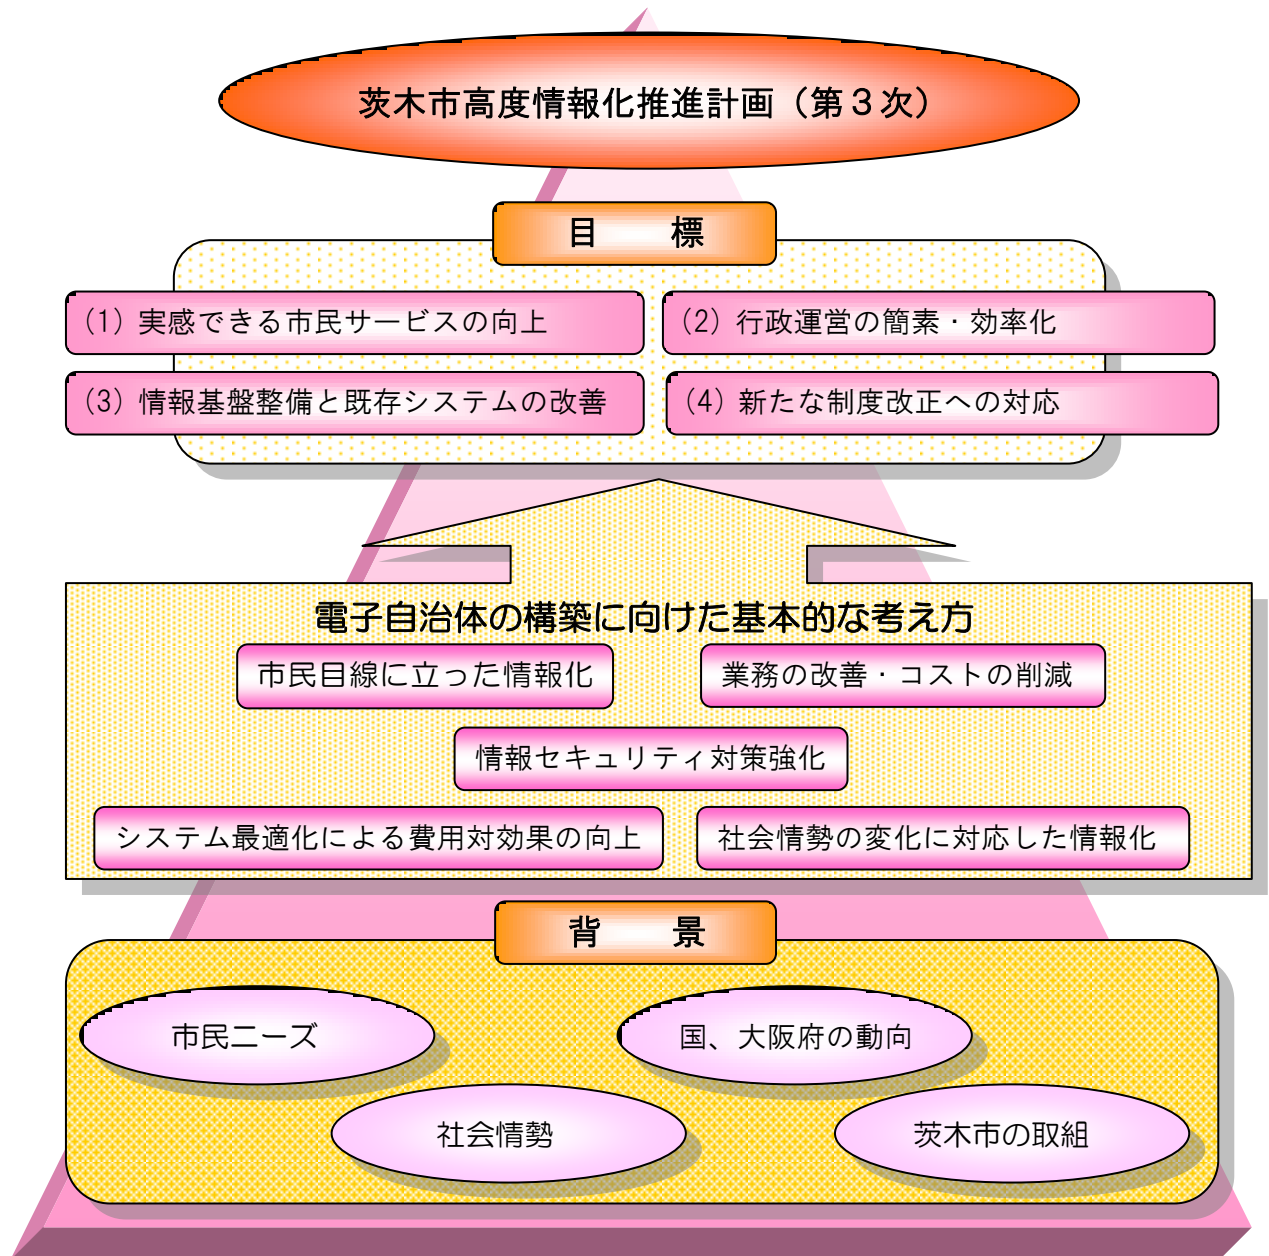 茨木市高度情報化推進計画（第３次）
目　　標
(1) 実感できる市民サービスの向上
(2) 行政運営の簡素・効率化
(3) 情報基盤整備と既存システムの改善
(4) 新たな制度改正への対応
電子自治体の構築に向けた基本的な考え方
市民目線に立った情報化
業務の改善・コストの削減
情報セキュリティ対策強化
システム最適化による費用対効果の向上
社会情勢の変化に対応した情報化
背　　景
市民ニーズ
国、大阪府の動向
社会情勢
茨木市の取組